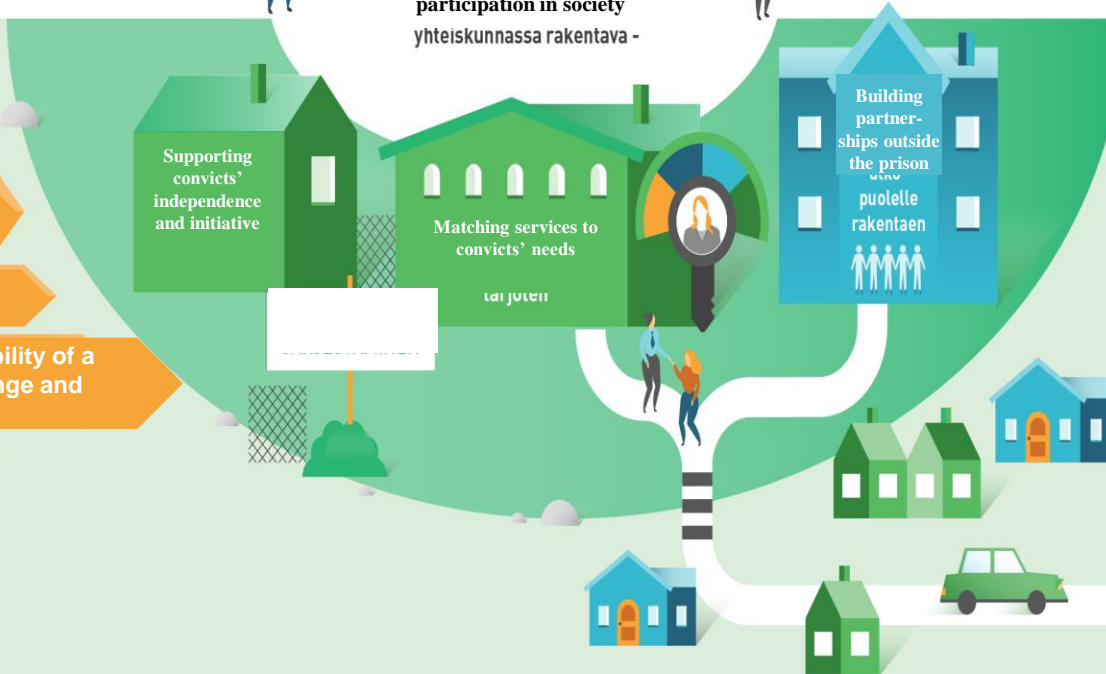 participation in society
yhteiskunnassa rakentava -
Supporting
convicts’
independence
and initiative
Matching services to
convicts’ needs
tarjoten
Building
partner-
ships outside
the prison
puolelle
rakentaen
bility of a
nge and